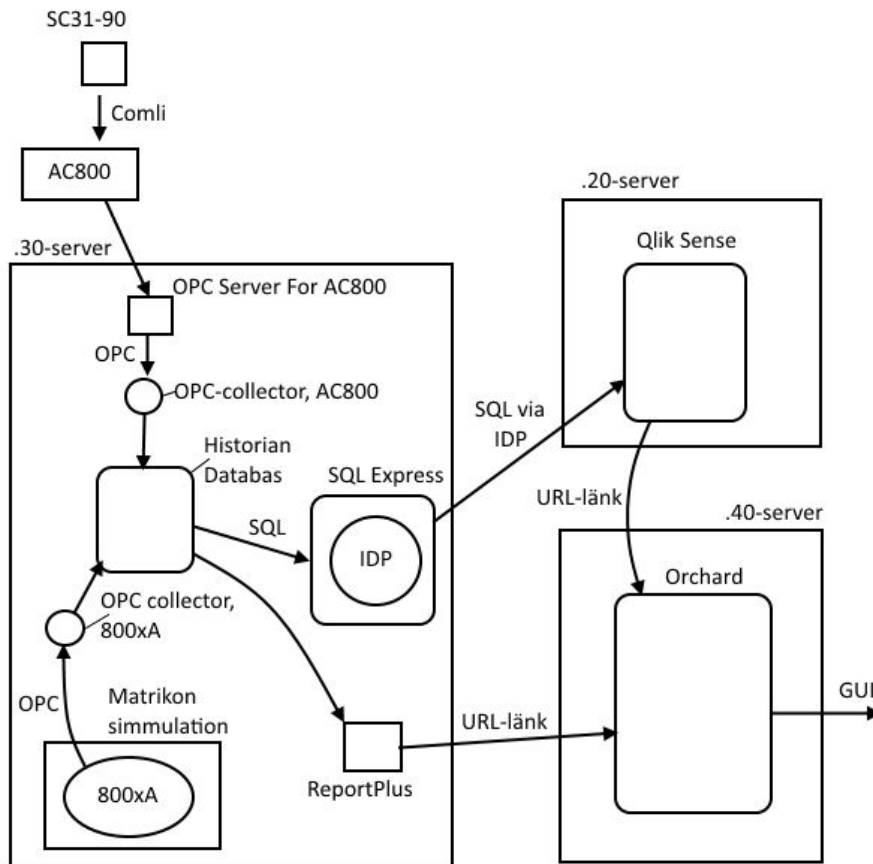 SC31-90
Comli
AC800
.20-server
.30-server
Qlik Sense
OPC Server For AC800
OPC
OPC-collector, AC800
SQL via
IDP
Historian
Databas
SQL Express
URL-länk
SQL
.40-server
IDP
Orchard
OPC collector,
800xA
GUI
OPC
Matrikon
simmulation
URL-länk
800xA
ReportPlus